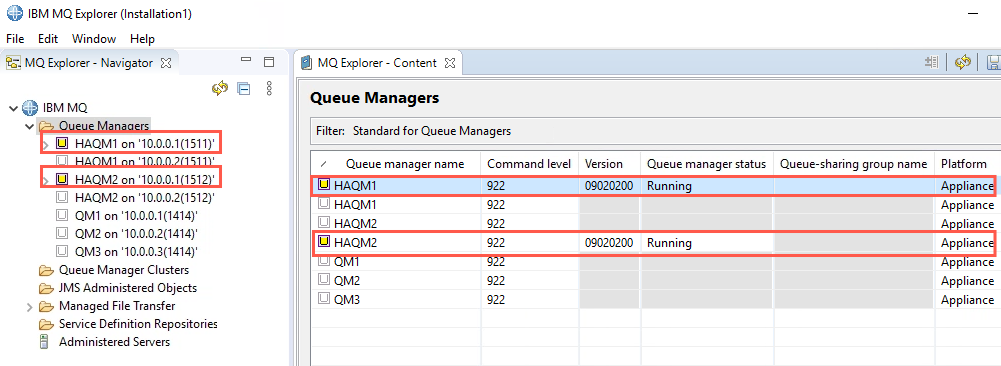 IBM MQ Explorer (Installation1)
File Edit Window Help
MQ Explorer - Navigator
IBM MQ
Queue Managers
HAQM1 on '10.0.0.1(1511)'
HAQM1 on '10.0.0.2(1511)'
HAQM2 on '10.0.0.1(1512)'
HAQM2 on '10.0.0.2(1512)'
QM1 on '10.0.0.1(1414)'
QM2 on '10.0.0.2(1414)'
QM3 on '10.0.0.3(1414)'
Queue Manager Clusters
JMS Administered Objects
Managed File Transfer
Service Definition Repositories
Administered Servers
MQ Explorer - Content
Queue Managers
Filter: Standard for Queue Managers
Queue manager name Command level Version Queue manager status Queue-sharing group name Platform
HAQM1 922 09020200 Running Appliance
HAQM1 922 Appliance
HAQM2 922 Appliance
HAQM2 922 09020200 Running Appliance
QM1 922 Appliance
QM2 922 Appliance
QM3 922 Appliance